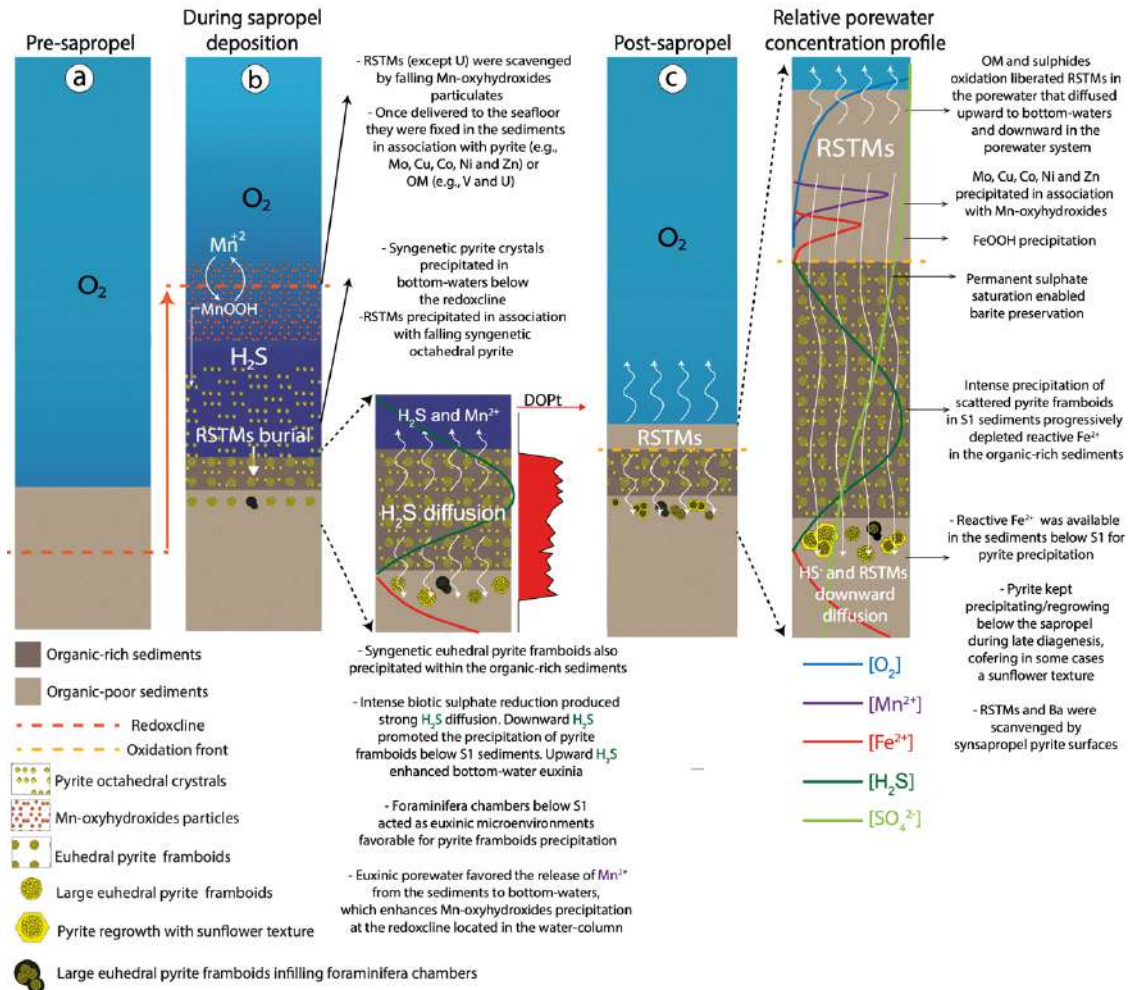 Pre-sapropel
During sapropel
deposition
Post-sapropel
Relative porewater
concentration profile
a
b
c
O2
O2
Mn+2
MnOOH
H2S
RSTMs burial
- RSTMs (except U) were scavenged
by falling Mn-oxyhydroxides
particulates
- Once delivered to the seafloor
they were fixed in the sediments
in association with pyrite (e.g.,
Mo, Cu, Co, Ni and Zn) or
OM (e.g., V and U)
- Syngenetic pyrite crystals
precipitated in
bottom-waters below
the redoxcline
-RSTMs precipitated in association
with falling syngenetic
octahedral pyrite
DOPt
H2S and Mn2+
H2S diffusion
- Syngenetic euhedral pyrite framboids also
precipitated within the organic-rich sediments
- Intense biotic sulphate reduction produced
strong H2S diffusion. Downward H2S
promoted the precipitation of pyrite
framboids below S1 sediments. Upward H2S
enhanced bottom-water euxinia
- Foraminifera chambers below S1
acted as euxinic microenvironments
favorable for pyrite framboids precipitation
- Euxinic porewater favored the release of Mn2+
from the sediments to bottom-waters,
which enhances Mn-oxyhydroxides precipitation
at the redoxcline located in the water-column
O2
RSTMs
RSTMs
HS- and RSTMs
downward
diffusion
OM and sulphides
oxidation liberated RSTMs in
the porewater that diffused
upward to bottom-waters
and downward in the
porewater system
Mo, Cu, Co, Ni and Zn
precipitated in association
with Mn-oxyhydroxides
FeOOH precipitation
Permanent sulphate
saturation enabled
barite preservation
Intense precipitation of
scattered pyrite framboids
in S1 sediments progressively
depleted reactive Fe2+
in the organic-rich sediments
- Reactive Fe2+ was available
in the sediments below S1 for
pyrite precipitation
- Pyrite kept
precipitating/regrowing
below the sapropel
during late diagenesis,
cofering in some cases
a sunflower texture
- RSTMs and Ba were
scanvenged by
synsapropel pyrite surfaces
[O2]
[Mn2+]
[Fe2+]
[H2S]
[SO42-]
Organic-rich sediments
Organic-poor sediments
Redoxcline
Oxidation front
Pyrite octahedral crystals
Mn-oxyhydroxides particles
Euhedral pyrite framboids
Large euhedral pyrite framboids
Pyrite regrowth with sunflower texture
Large euhedral pyrite framboids infilling foraminifera chambers